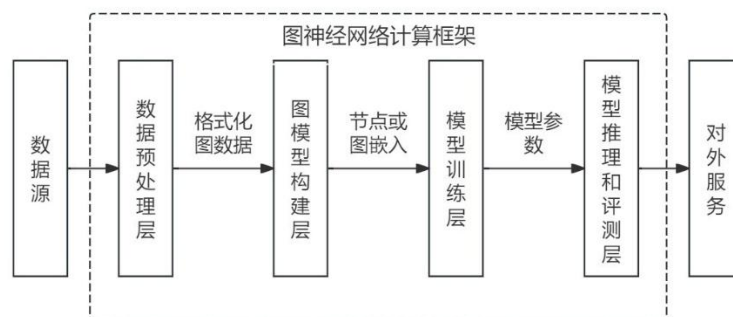 图神经网络计算框架
数据源
数据预处理层
格式化
图数据
图模型构建层
节点或
图嵌入
模型训练层
模型参
数
模型推理和评测层
对外服务